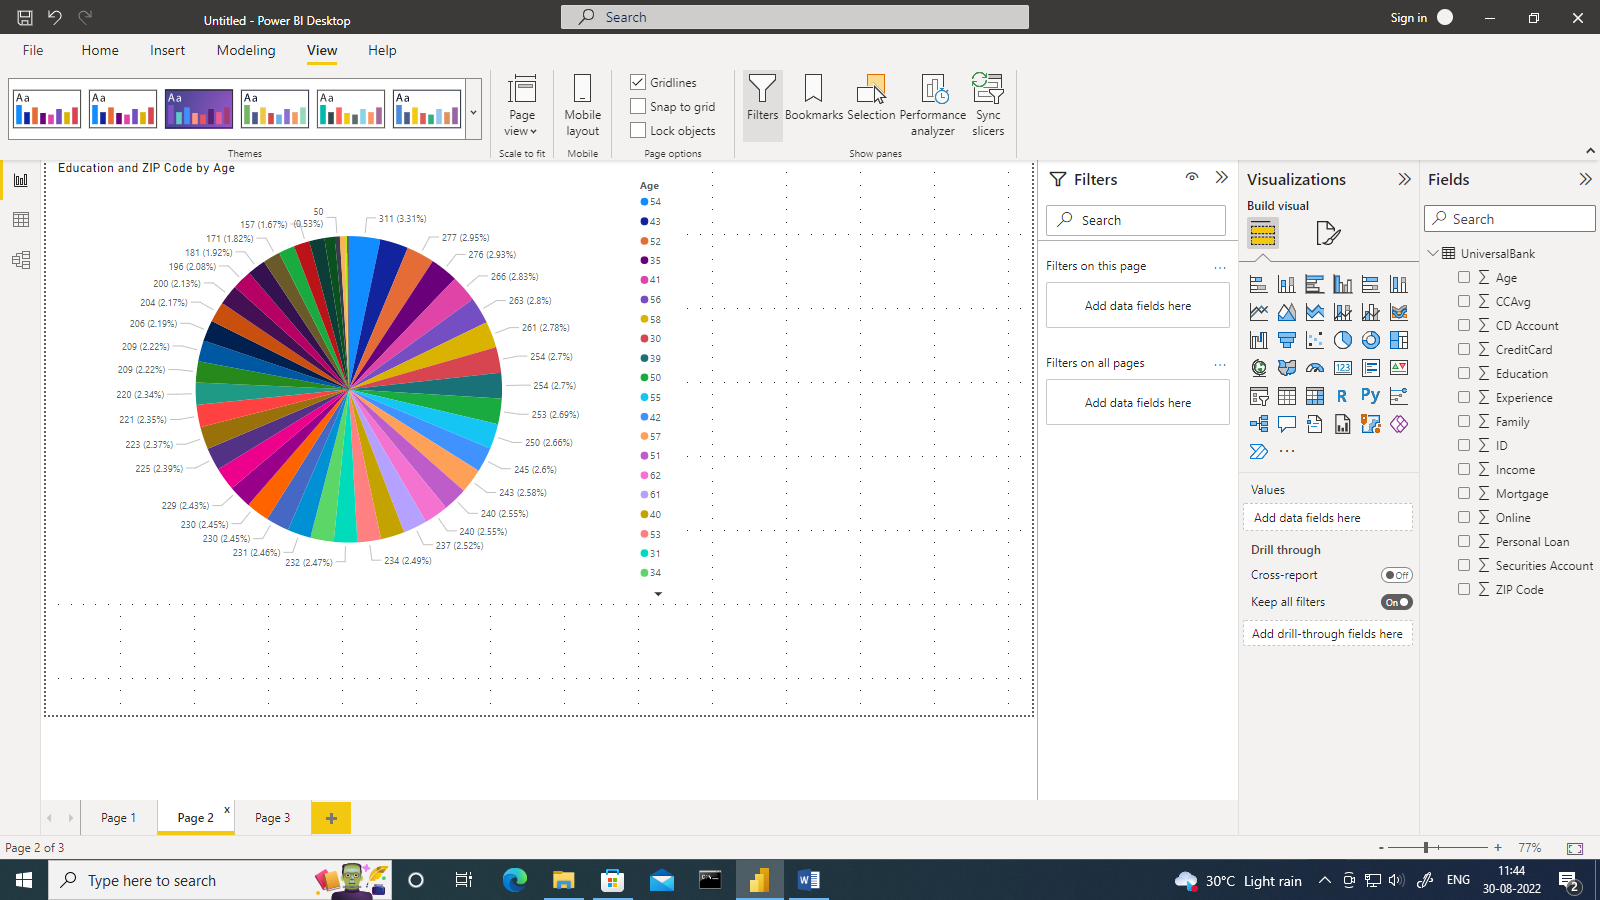 Untitled - Power BI Desktop
Search
Sign in
File
Home
Insert
Modeling
View
Help
Aa
Aa
Aa
Aa
Aa
Aa
Themes
Page view
Scale to fit
Mobile layout
Mobile
Gridlines
Snap to grid
Lock objects
Page options
Filters
Bookmarks
Selection
Performance analyzer
Sync slicers
Show panes
Education and ZIP Code by Age
50
311 (3.31%)
277 (2.95%)
276 (2.93%)
266 (2.83%)
263 (2.8%)
261 (2.78%)
254 (2.7%)
254 (2.7%)
253 (2.69%)
250 (2.66%)
245 (2.6%)
243 (2.58%)
240 (2.55%)
240 (2.55%)
237 (2.52%)
234 (2.49%)
232 (2.47%)
231 (2.46%)
230 (2.45%)
230 (2.45%)
229 (2.43%)
225 (2.39%)
223 (2.37%)
221 (2.35%)
220 (2.34%)
209 (2.22%)
209 (2.22%)
206 (2.19%)
204 (2.17%)
200 (2.13%)
196 (2.08%)
181 (1.92%)
171 (1.82%)
157 (1.67%)
(0.53%)
Age
54
43
52
35
41
56
58
30
39
50
55
42
57
51
62
61
40
53
31
34
Filters
Search
Filters on this page
Add data fields here
Filters on all pages
Add data fields here
Visualizations
Build visual
123
R
Py
Values
Add data fields here
Drill through
Cross-report
Off
Keep all filters
On
Add drill-through fields here
Fields
Search
UniversalBank
Age
CCAvg
CD Account
CreditCard
Education
Experience
Family
ID
Income
Mortgage
Online
Personal Loan
Securities Account
ZIP Code
Page 1
Page 2
x
Page 3
+
Page 2 of 3
- + 77%
Type here to search
30°C Light rain
ENG
11:44
30-08-2022
2